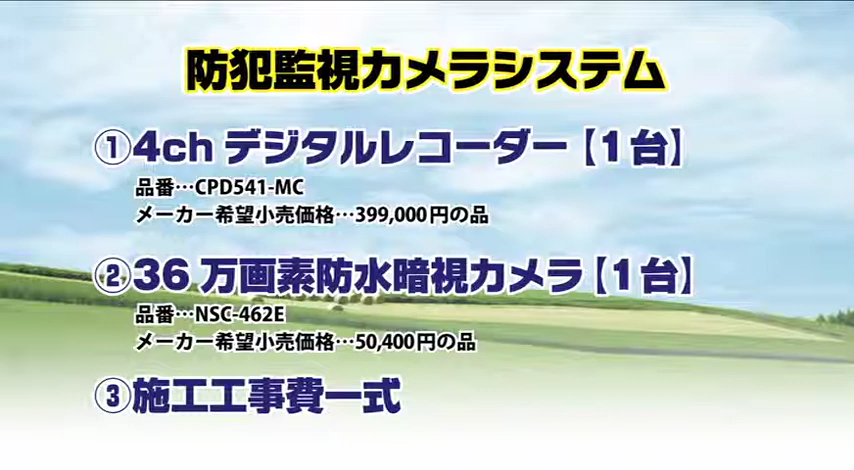 防犯監視カメラシステム
①4ch デジタルレコーダー【1台】
品番…CPD541-MC
メーカー希望小売価格…399,000円の品
②36万画素防水暗視カメラ【1台】
品番…NSC-462E
メーカー希望小売価格…50,400円の品
③施工工事費一式